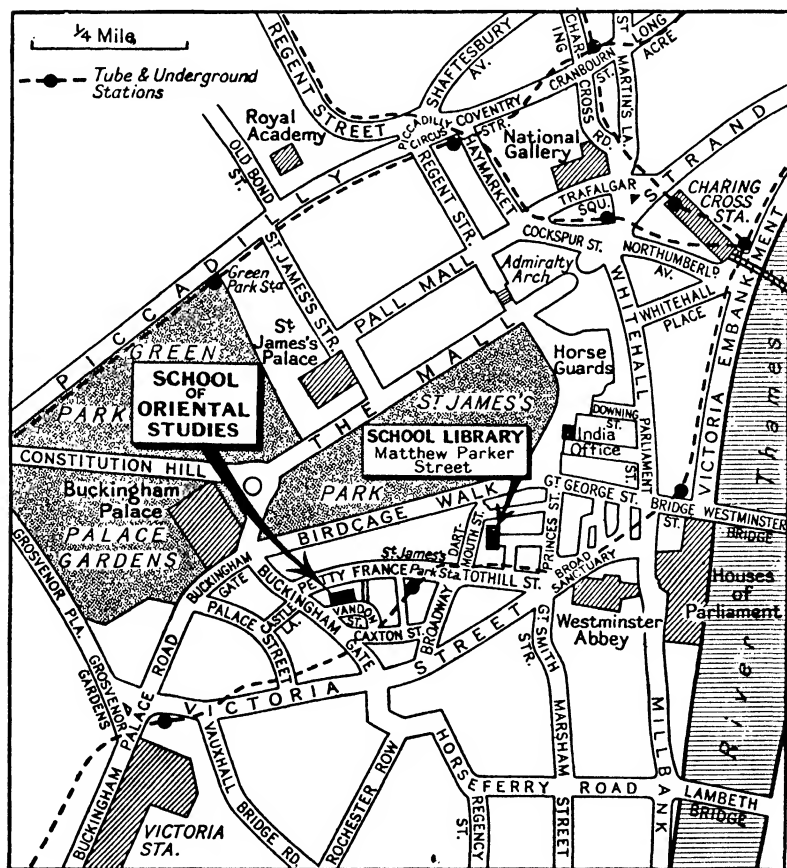 ¼ Mile
Tube & Underground
Stations
REGENT STREET
SHAFTESBURY
AV.
CHARING
CROSS RD.
CRANBOURN
ST.
ST
MARTIN'S LA.
LONG
ACRE
Royal
Academy
OLD BOND
ST.
PICCADILLY
CIRCUS
COVENTRY
STR.
HAYMARKET
REGENT STR.
National
Gallery
STRAND
TRAFALGAR
SQU.
CHARING
CROSS
STA.
COCKSPUR ST.
NORTHUMBERLD
AV.
PICCADILLY
Green
Park Sta
ST JAMES'S STR.
PALL MALL
Admiralty
Arch
WHITEHALL
WHITEHALL
PLACE
VICTORIA EMBANKMENT
GREEN
PARK
St
James's
Palace
THE MALL
Horse
Guards
ST JAMES'S
PARK
SCHOOL
OF
ORIENTAL
STUDIES
SCHOOL LIBRARY
Matthew Parker
Street
DOWNING
ST.
India
Office
PARLIAMENT
ST.
River Thames
CONSTITUTION HILL
Buckingham
Palace
PALACE
GARDENS
BIRDCAGE WALK
GT GEORGE ST.
BRIDGE
ST.
WESTMINSTER
BRIDGE
GROSVENOR PLA.
BUCKINGHAM
GATE
PETTY FRANCE
St James's
Park Sta
DARTMOUTH ST.
TOTHILL ST.
PRINCES ST.
BROAD
SANCTUARY
Houses
of
Parliament
BUCKINGHAM
GATE
CASTLE
LA.
VANDON
ST.
CAXTON ST.
BROADWAY
PALACE
STREET
Westminster
Abbey
GT SMITH
STR.
GROSVENOR
GARDENS
VICTORIA STREET
BUCKINGHAM PALACE ROAD
VAUXHALL
BRIDGE RD.
ROCHESTER ROW
HORSEFERRY ROAD
REGENCY
ST.
MARSHAM
STREET
MILLBANK
LAMBETH
BRIDGE
VICTORIA
STA.